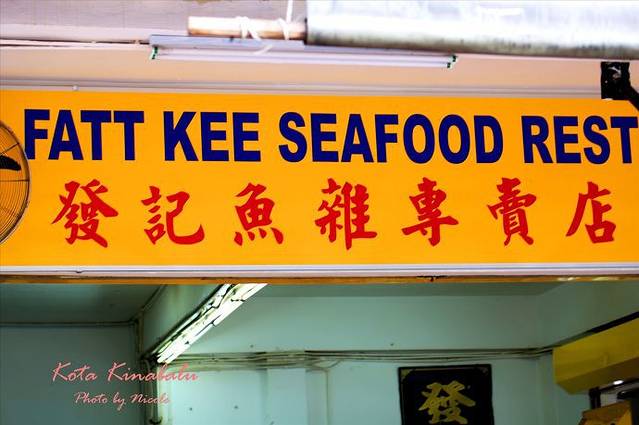 FATT KEE SEAFOOD REST
發記魚雜專賣店
Kota Kinabalu
Photo by Nicole
發